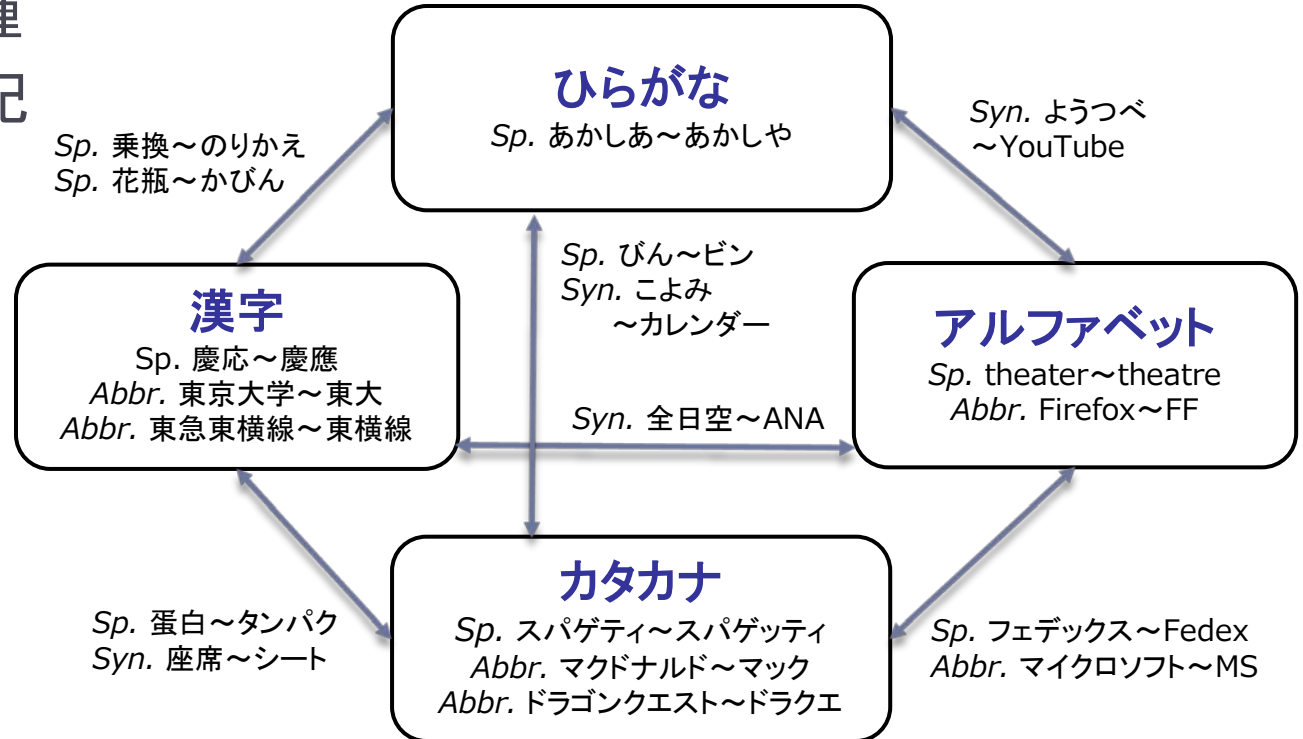 記
ひらがな
Sp. あかしあ～あかしや
Sp. 乗換～のりかえ
Sp. 花瓶～かびん
Syn. ようつべ
～YouTube
Sp. びん～ビン
Syn. こよみ
～カレンダー
漢字
Sp. 慶応～慶應
Abbr. 東京大学～東大
Abbr. 東急東横線～東横線
アルファベット
Sp. theater～theatre
Abbr. Firefox～FF
Syn. 全日空～ANA
カタカナ
Sp. スパゲティ～スパゲッティ
Abbr. マクドナルド～マック
Abbr. ドラゴンクエスト～ドラクエ
Sp. 蛋白～タンパク
Syn. 座席～シート
Sp. フェデックス～Fedex
Abbr. マイクロソフト～MS